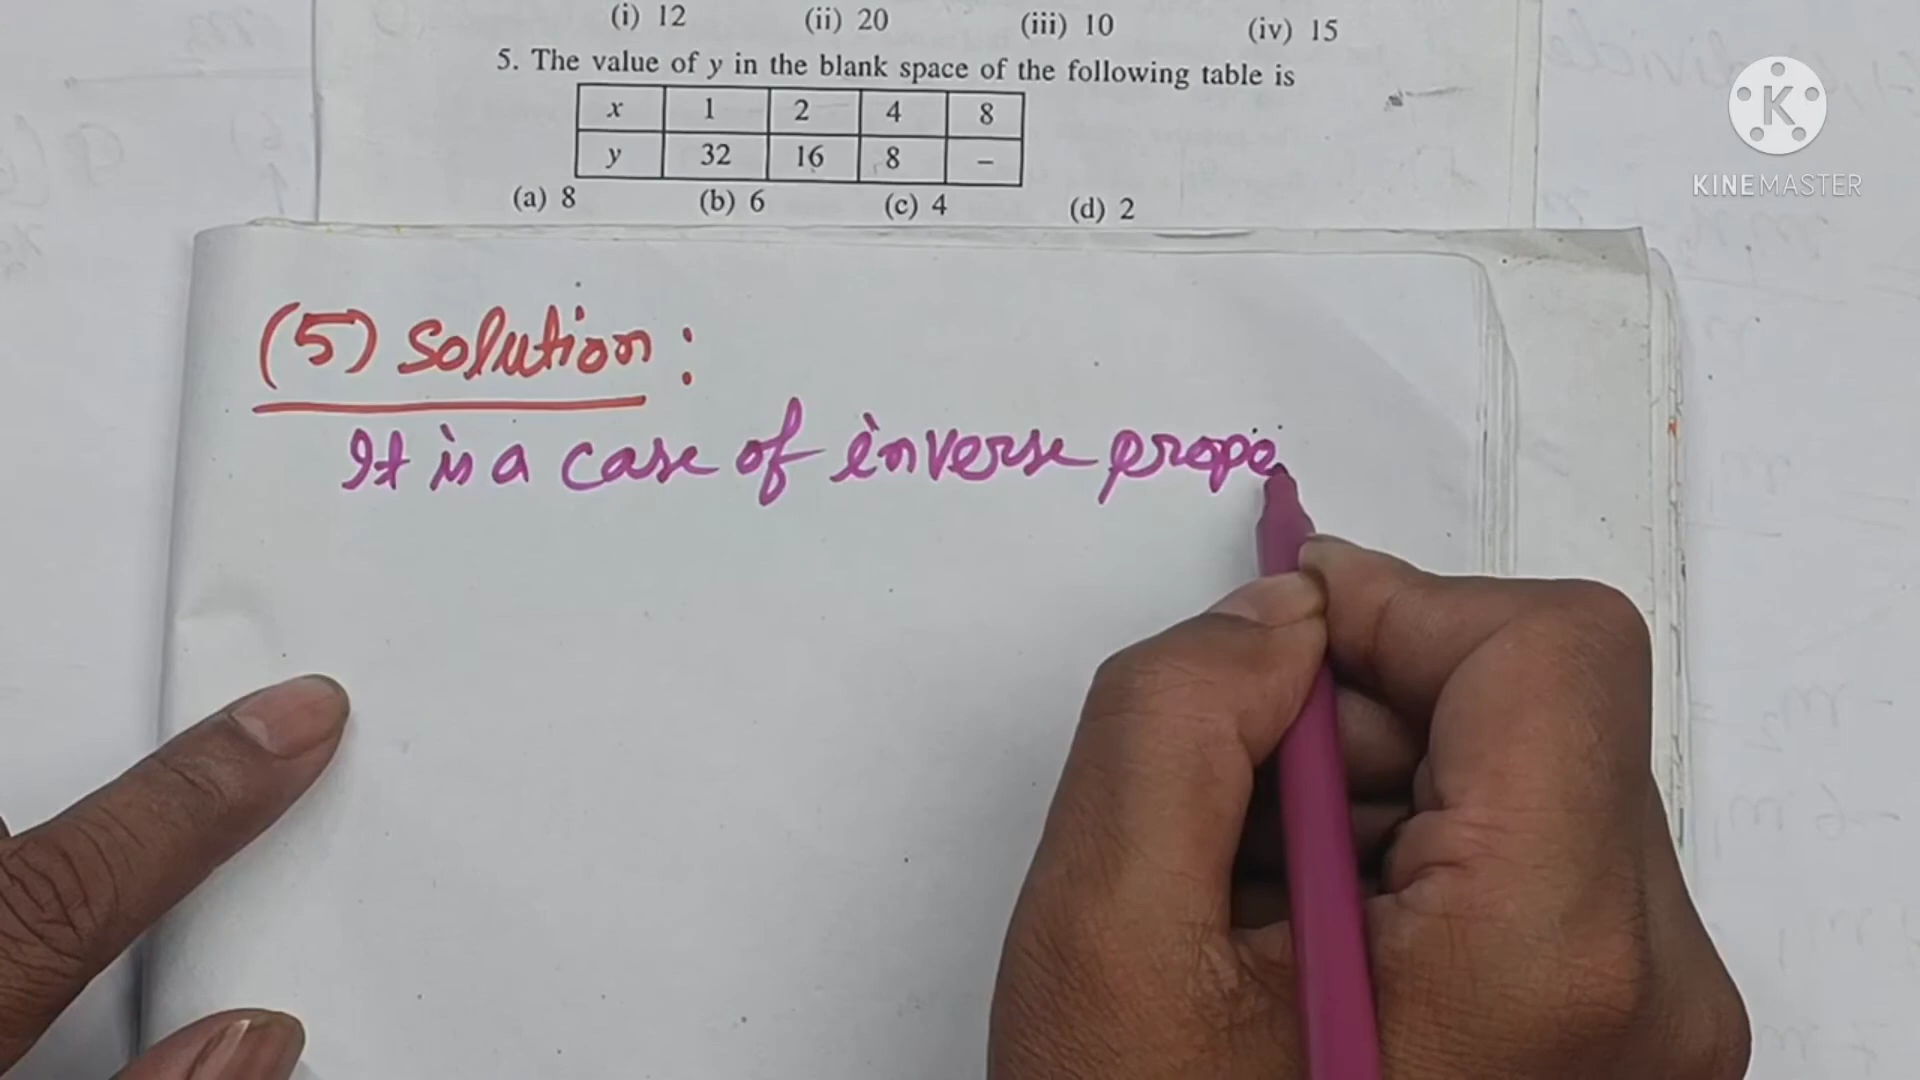 (i) 12 (ii) 20 (iii) 10 (iv) 15
5. The value of y in the blank space of the following table is
x 1 2 4 8
y 32 16 8 –
(a) 8 (b) 6 (c) 4 (d) 2
KINEMASTER
(5) Solution :
It is a case of inverse propo